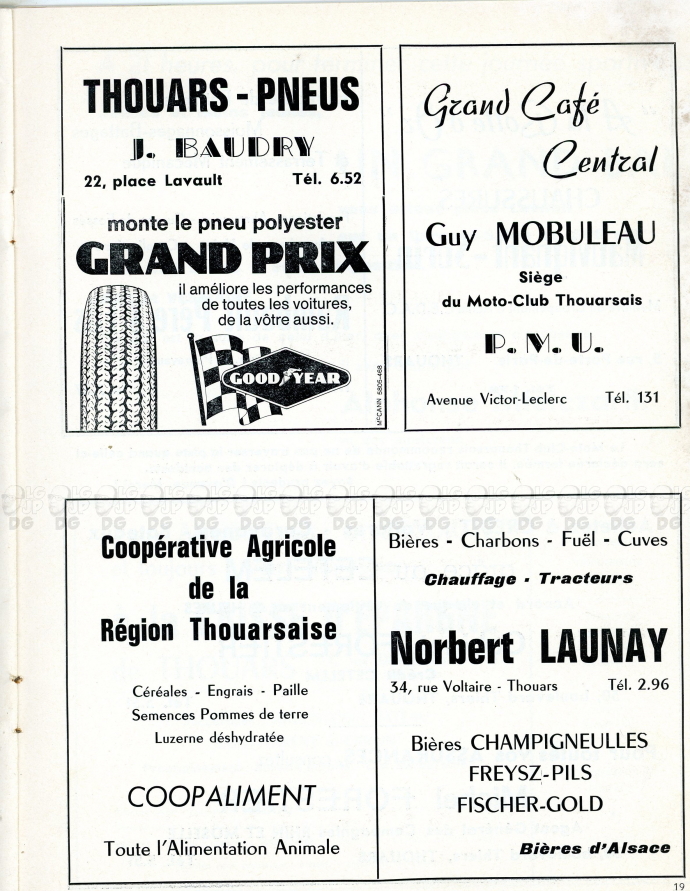 THOUARS - PNEUS
J. BAUDRY
22, place Lavault Tél. 6.52
monte le pneu polyester
GRAND PRIX
il améliore les performances
de toutes les voitures,
de la vôtre aussi.
GOODYEAR
McCANN 5805-468
Grand Café
Central
Guy MOBULEAU
Siège
du Moto-Club Thouarsais
P. M. U.
Avenue Victor-Leclerc Tél. 131
Coopérative Agricole
de la
Région Thouarsaise
Céréales - Engrais - Paille
Semences Pommes de terre
Luzerne déshydratée
COOPALIMENT
Toute l'Alimentation Animale
Bières - Charbons - Fuël - Cuves
Chauffage - Tracteurs
Norbert LAUNAY
34, rue Voltaire - Thouars Tél. 2.96
Bières CHAMPIGNEULLES
FREYSZ-PILS
FISCHER-GOLD
Bières d'Alsace
19